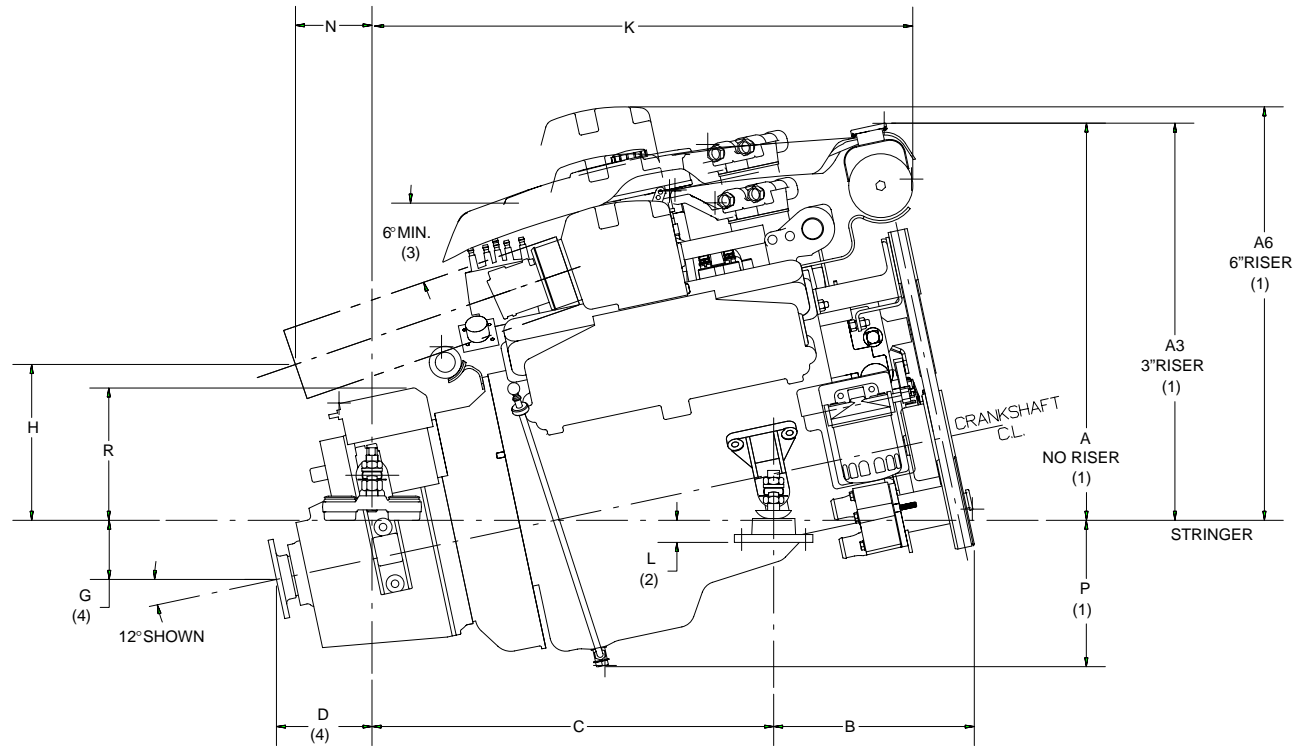 N
K
A6
6"RISER
(1)
6°MIN.
(3)
A3
3"RISER
(1)
H
R
CRANKSHAFT
C.L.
A
NO RISER
(1)
STRINGER
L
(2)
G
(4)
P
(1)
12°SHOWN
D
(4)
C
B